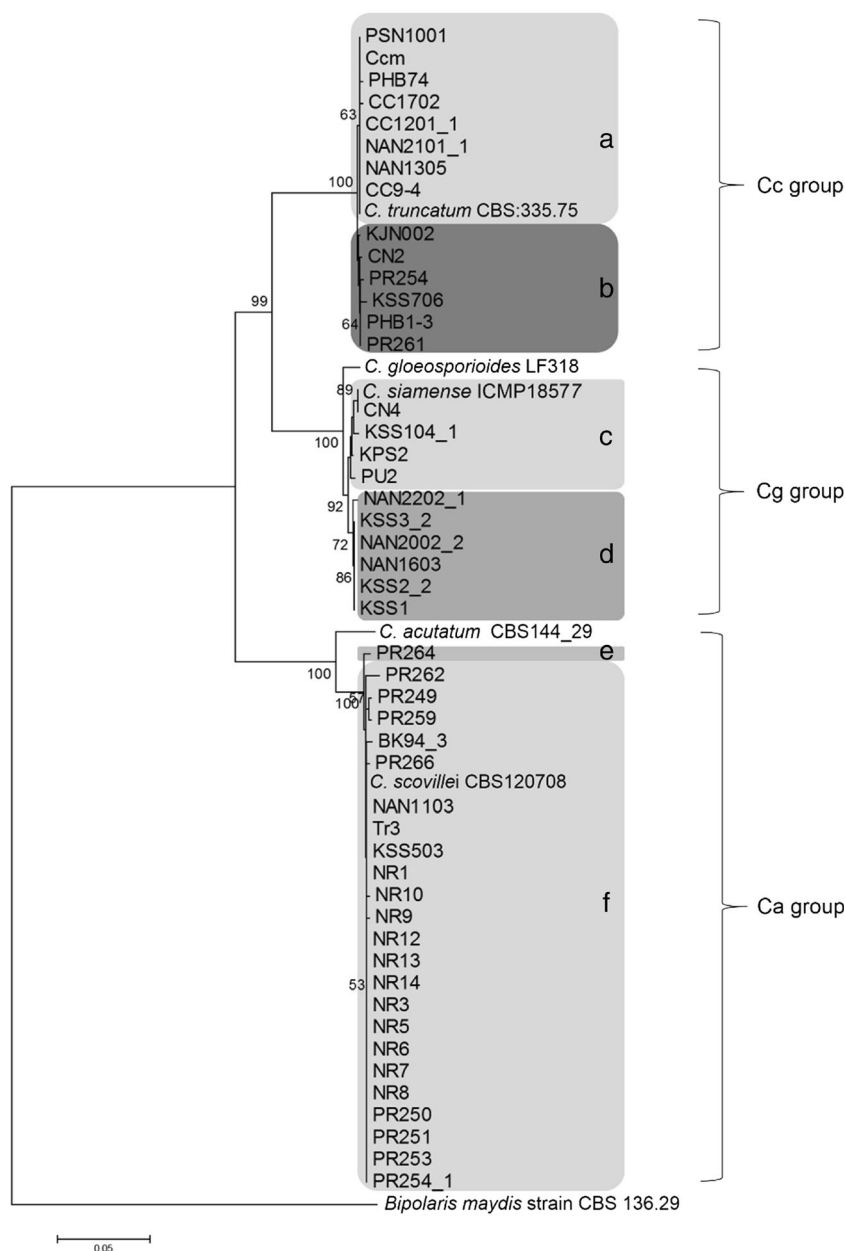 PSN1001
Ccm
PHB74
CC1702
63
CC1201_1
a
NAN2101_1
NAN1305
Cc group
100
CC9-4
C. truncatum CBS:335.75
KJN002
CN2
PR254
b
99
KSS706
64
PHB1-3
PR261
C. gloeosporioides LF318
89
C. siamense ICMP18577
CN4
KSS104_1
c
100
KPS2
PU2
Cg group
92
NAN2202_1
KSS3_2
72
NAN2002_2
d
NAN1603
86
KSS2_2
KSS1
C. acutatum CBS144_29
PR264
e
100
PR262
57
100
PR249
PR259
BK94_3
PR266
C. scovillei CBS120708
NAN1103
Tr3
KSS503
NR1
NR10
f
Ca group
NR9
NR12
NR13
53
NR14
NR3
NR5
NR6
NR7
NR8
PR250
PR251
PR253
PR254_1
Bipolaris maydis strain CBS 136.29
0.05